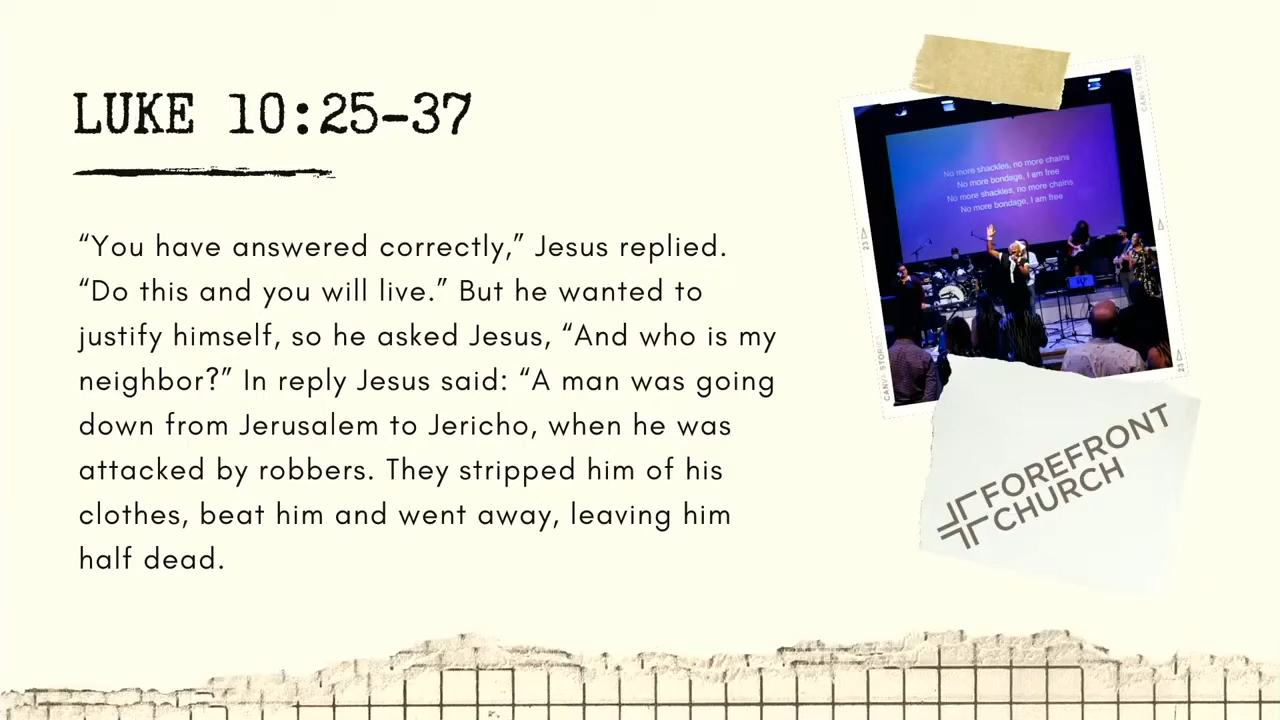 LUKE 10:25-37
“You have answered correctly,” Jesus replied.
“Do this and you will live.” But he wanted to
justify himself, so he asked Jesus, “And who is my
neighbor?” In reply Jesus said: “A man was going
down from Jerusalem to Jericho, when he was
attacked by robbers. They stripped him of his
clothes, beat him and went away, leaving him
half dead.
No more shackles, no more chains
No more bondage, I am free
No more shackles, no more chains
No more bondage, I am free
23
23
CANVA STORIES
FOREFRONT
CHURCH